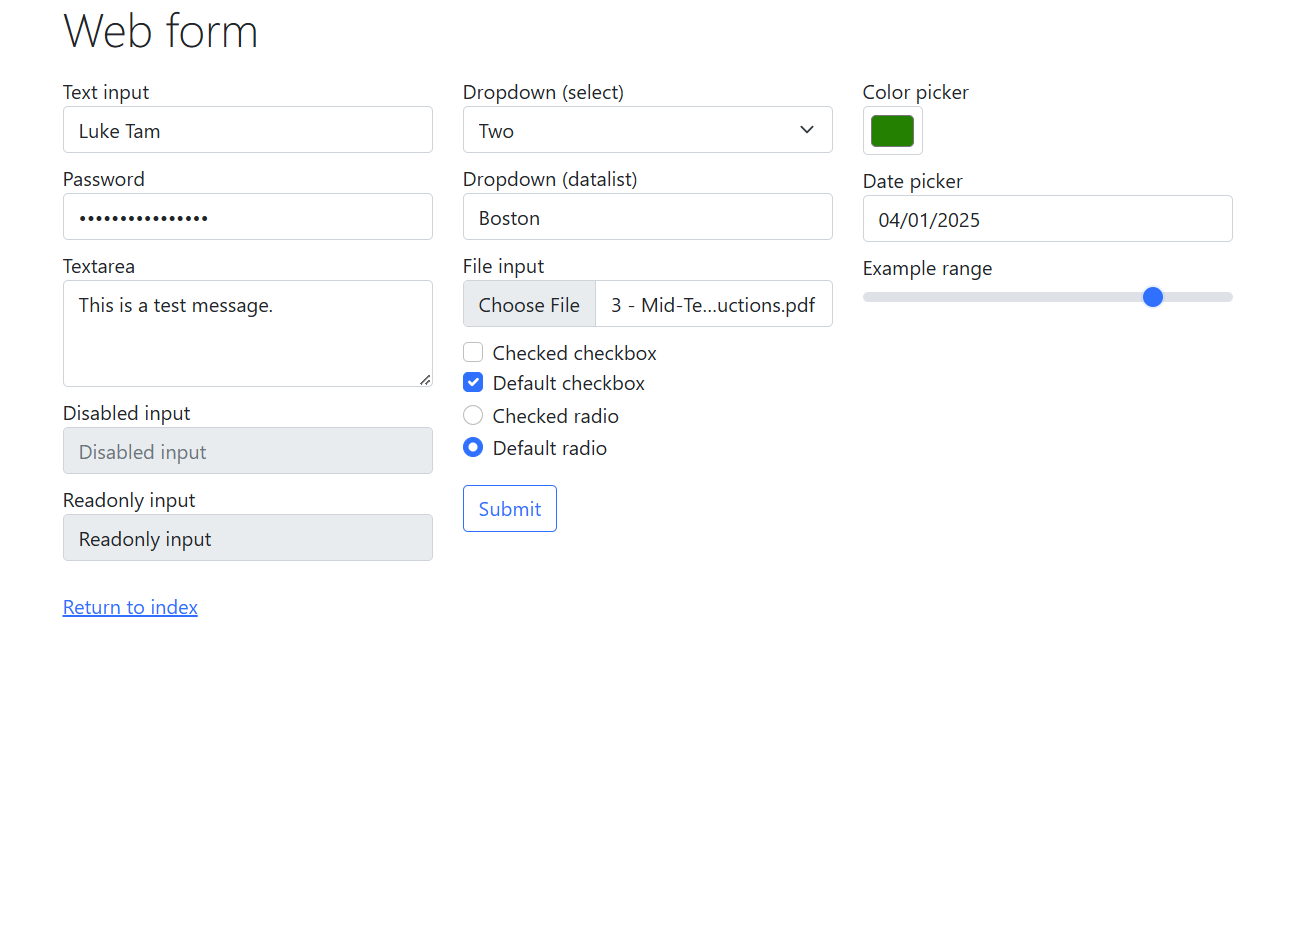 Web form
Text input
Luke Tam
Password
••••••••••••••••
Textarea
This is a test message.
Disabled input
Disabled input
Readonly input
Readonly input
Return to index
Dropdown (select)
Two
Dropdown (datalist)
Boston
File input
Choose File 3 - Mid-Te...uctions.pdf
Checked checkbox
Default checkbox
Checked radio
Default radio
Submit
Color picker
Date picker
04/01/2025
Example range